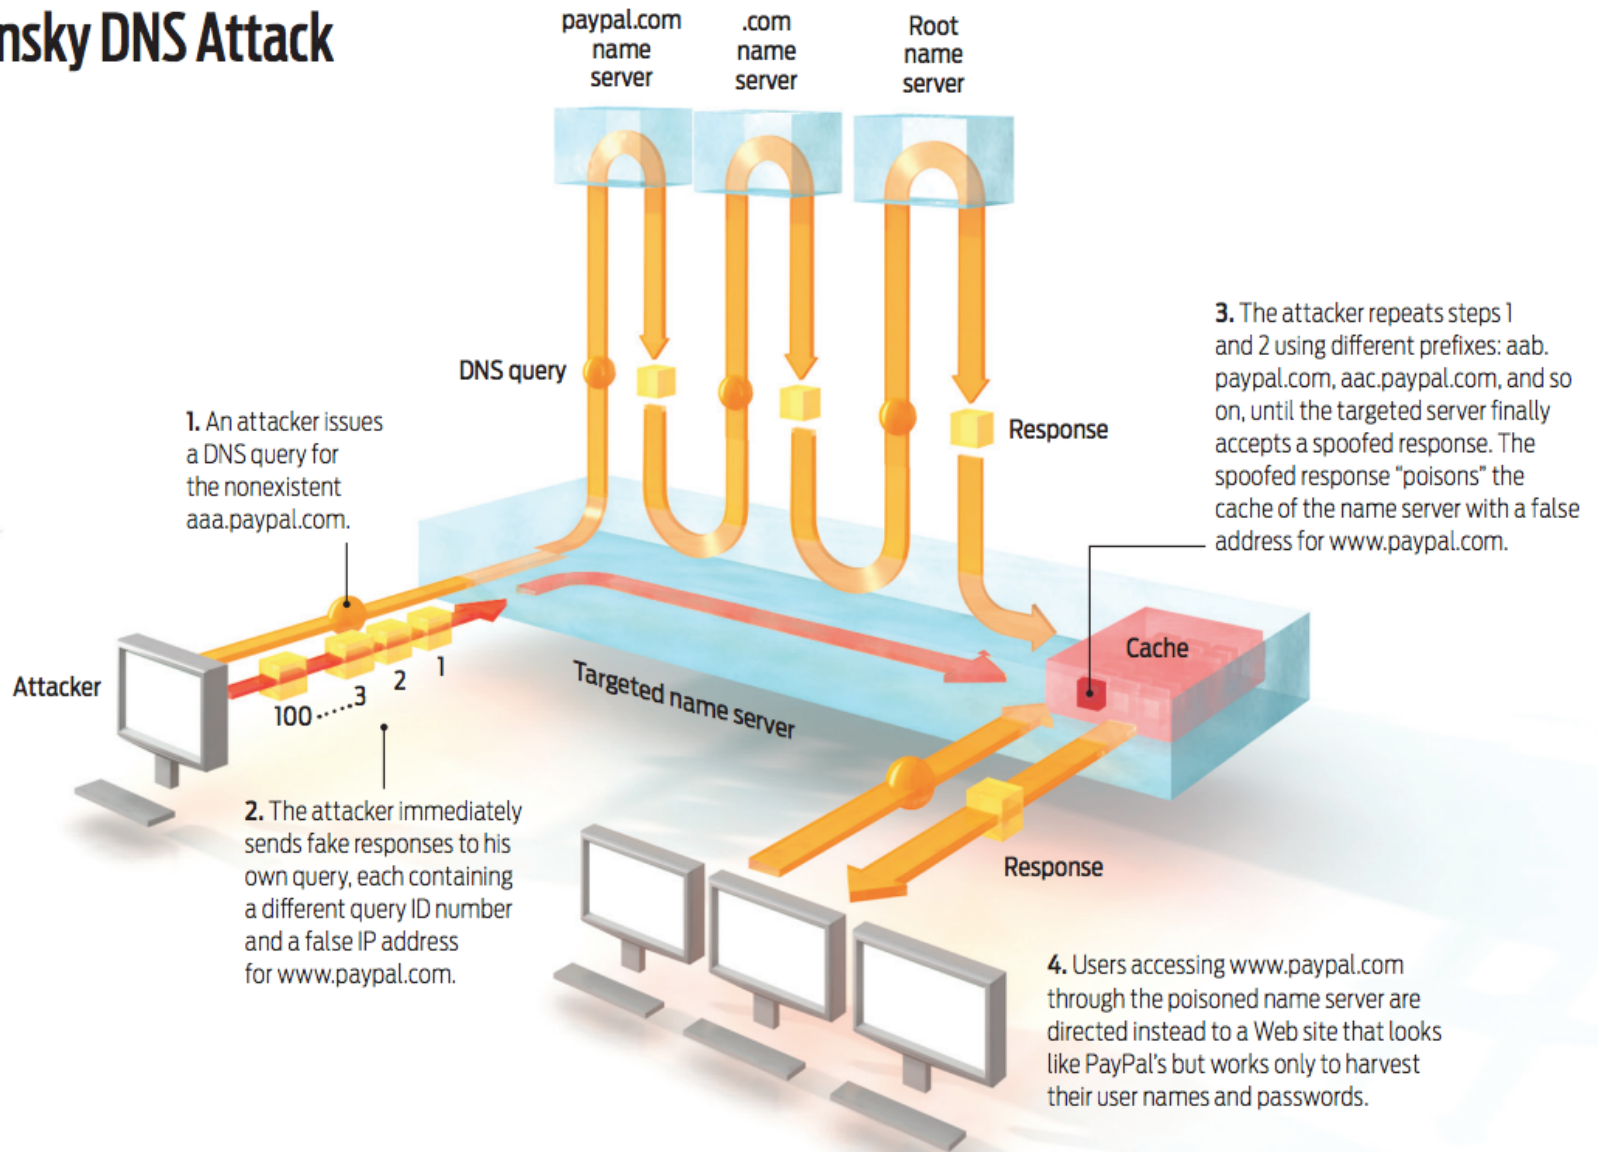 nsky DNS Attack
paypal.com
name
server
.com
name
server
Root
name
server
DNS query
Response
1. An attacker issues
a DNS query for
the nonexistent
aaa.paypal.com.
3. The attacker repeats steps 1
and 2 using different prefixes: aab.
paypal.com, aac.paypal.com, and so
on, until the targeted server finally
accepts a spoofed response. The
spoofed response “poisons” the
cache of the name server with a false
address for www.paypal.com.
Attacker
100.....3 2 1
Targeted name server
Cache
2. The attacker immediately
sends fake responses to his
own query, each containing
a different query ID number
and a false IP address
for www.paypal.com.
Response
4. Users accessing www.paypal.com
through the poisoned name server are
directed instead to a Web site that looks
like PayPal’s but works only to harvest
their user names and passwords.